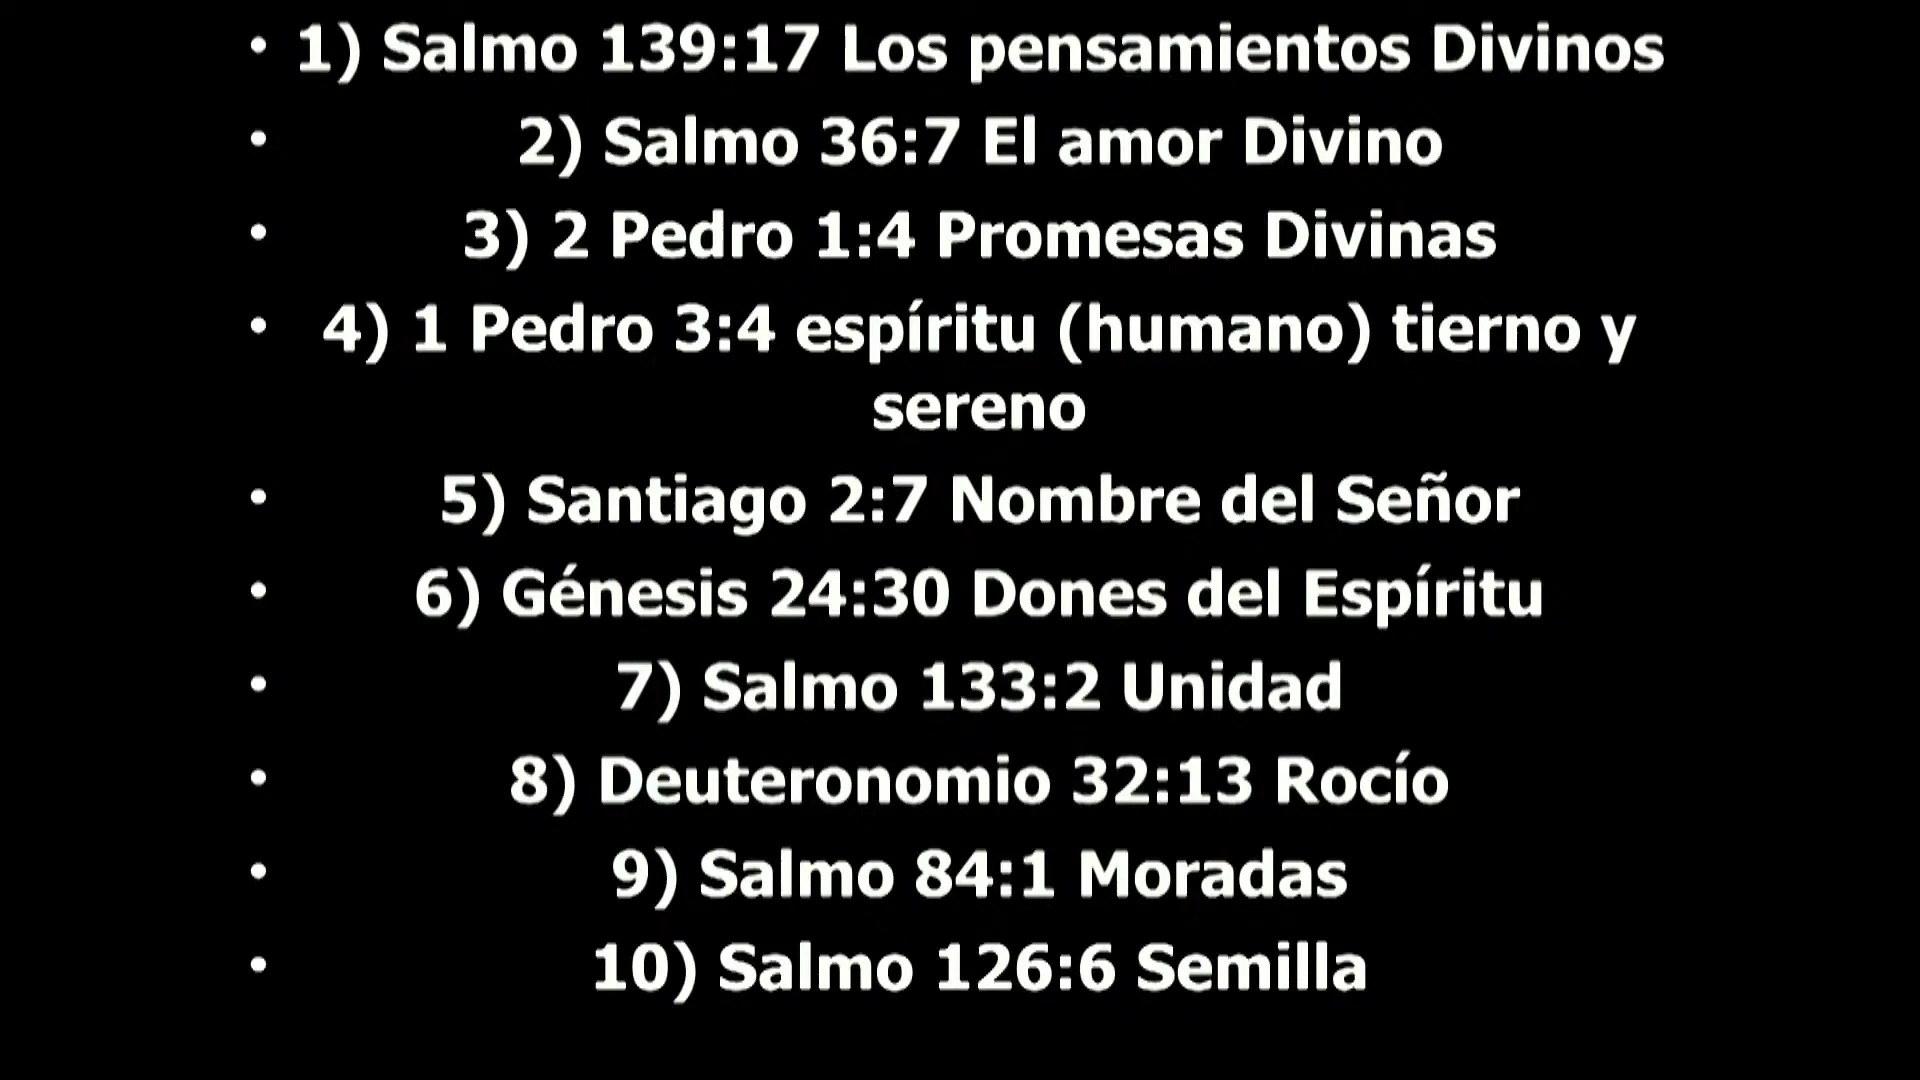 • 1) Salmo 139:17 Los pensamientos Divinos
• 2) Salmo 36:7 El amor Divino
• 3) 2 Pedro 1:4 Promesas Divinas
• 4) 1 Pedro 3:4 espíritu (humano) tierno y
sereno
• 5) Santiago 2:7 Nombre del Señor
• 6) Génesis 24:30 Dones del Espíritu
• 7) Salmo 133:2 Unidad
• 8) Deuteronomio 32:13 Rocío
• 9) Salmo 84:1 Moradas
• 10) Salmo 126:6 Semilla